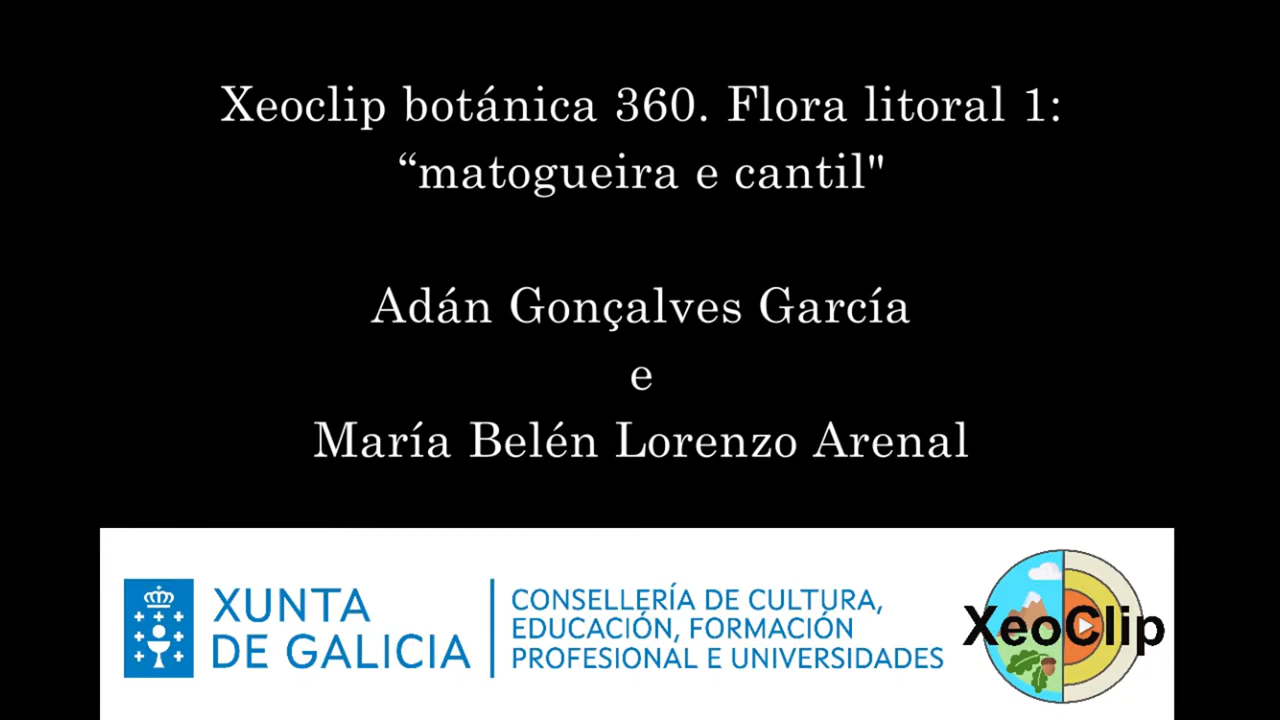 Xeoclip botánica 360. Flora litoral 1:
“matogueira e cantil"
Adán Gonçalves García
e
María Belén Lorenzo Arenal
XUNTA
DE GALICIA
CONSELLERÍA DE CULTURA,
EDUCACIÓN, FORMACIÓN
PROFESIONAL E UNIVERSIDADES
XeoClip